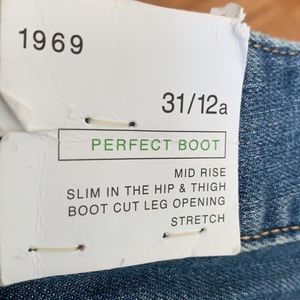 1969
31/12a
PERFECT BOOT
MID RISE
SLIM IN THE HIP & THIGH
BOOT CUT LEG OPENING
STRETCH